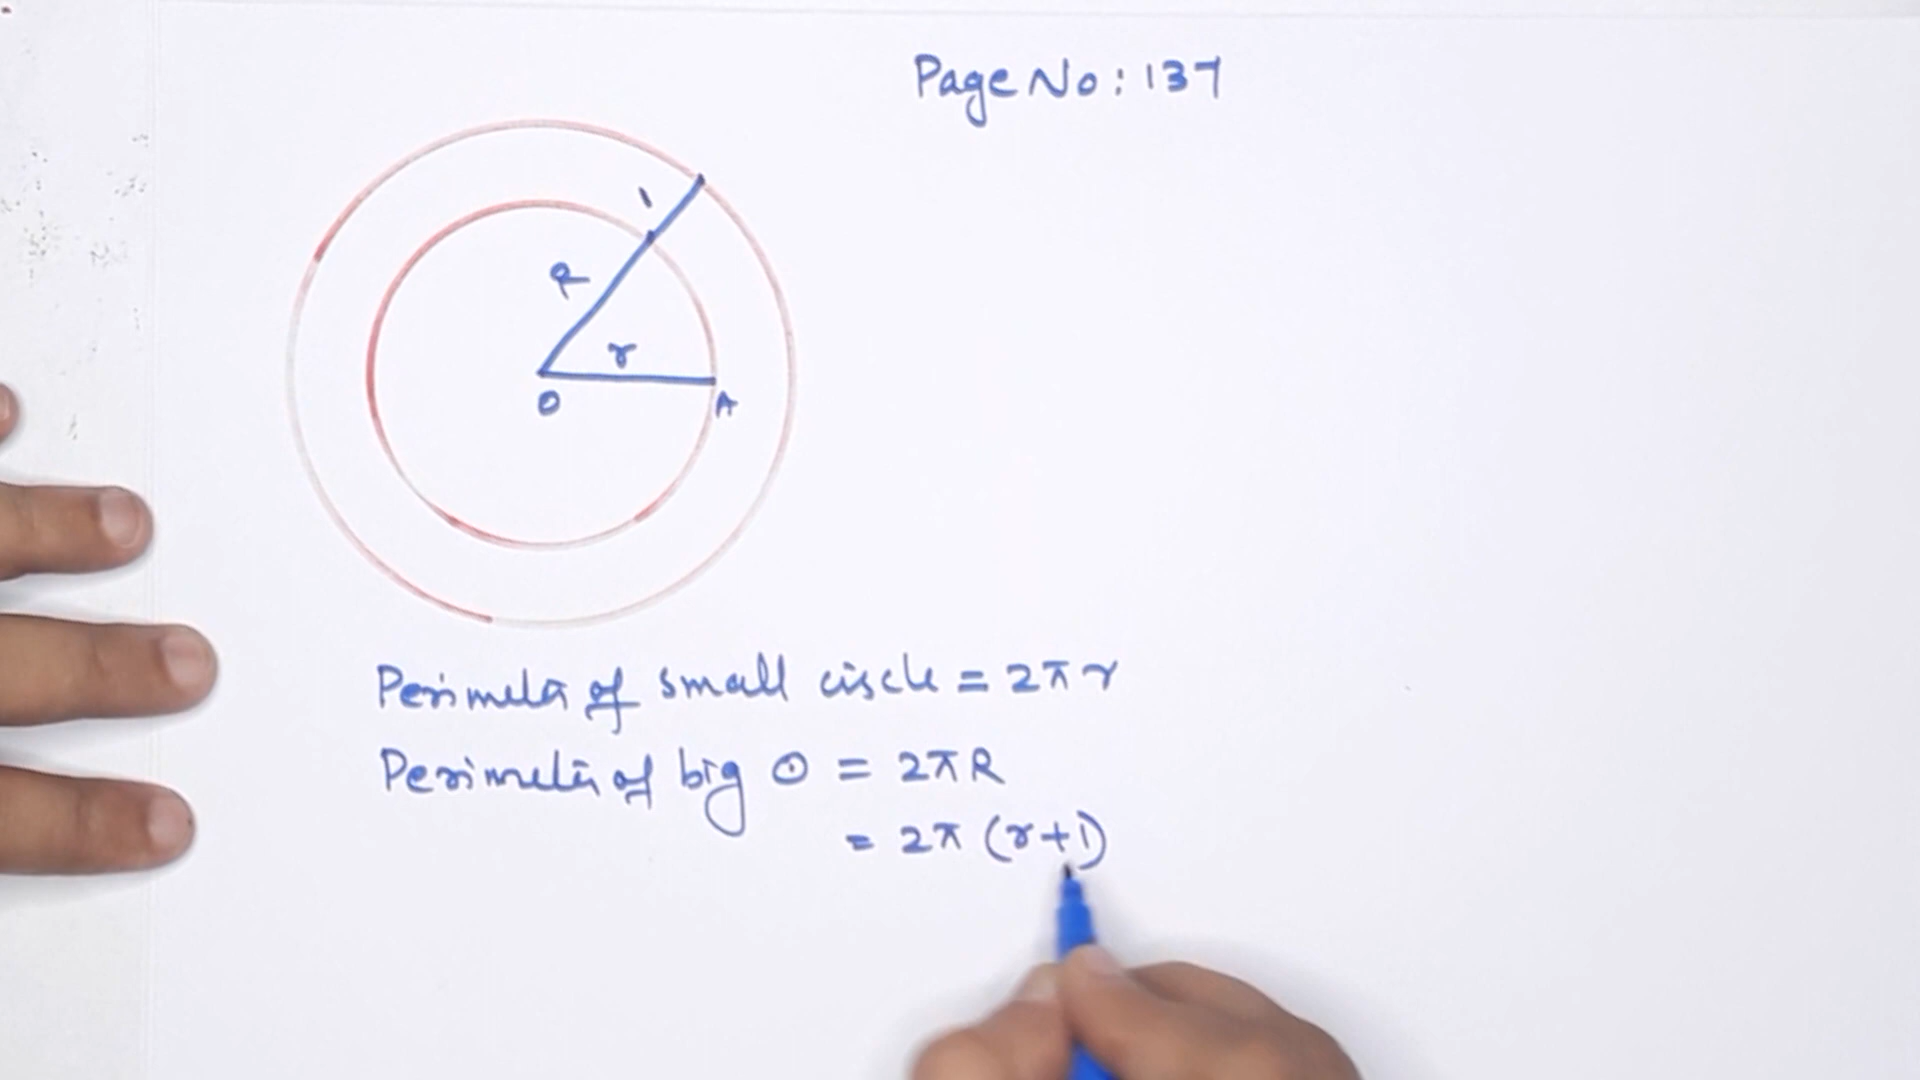 Page No: 137
1
R
r
O
A
Perimeter of small circle = 2πr
Perimeter of big ⊙ = 2πR
= 2π (r+1)